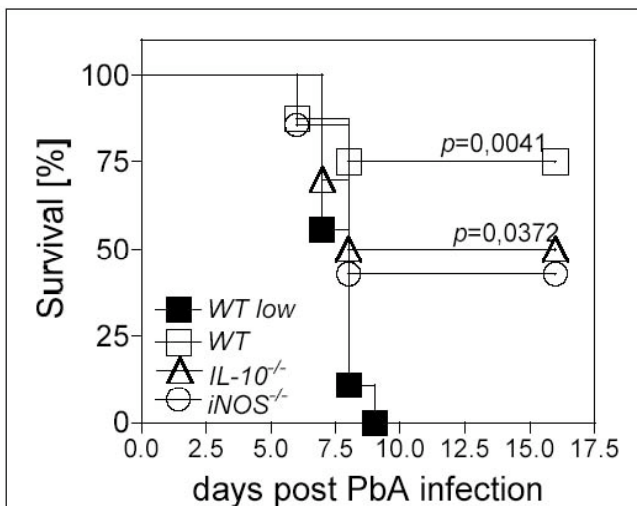 Survival [%]
100
75
50
25
0
p=0,0041
p=0,0372
WT low
WT
IL-10-/-
iNOS-/-
0.0 2.5 5.0 7.5 10.0 12.5 15.0 17.5
days post PbA infection